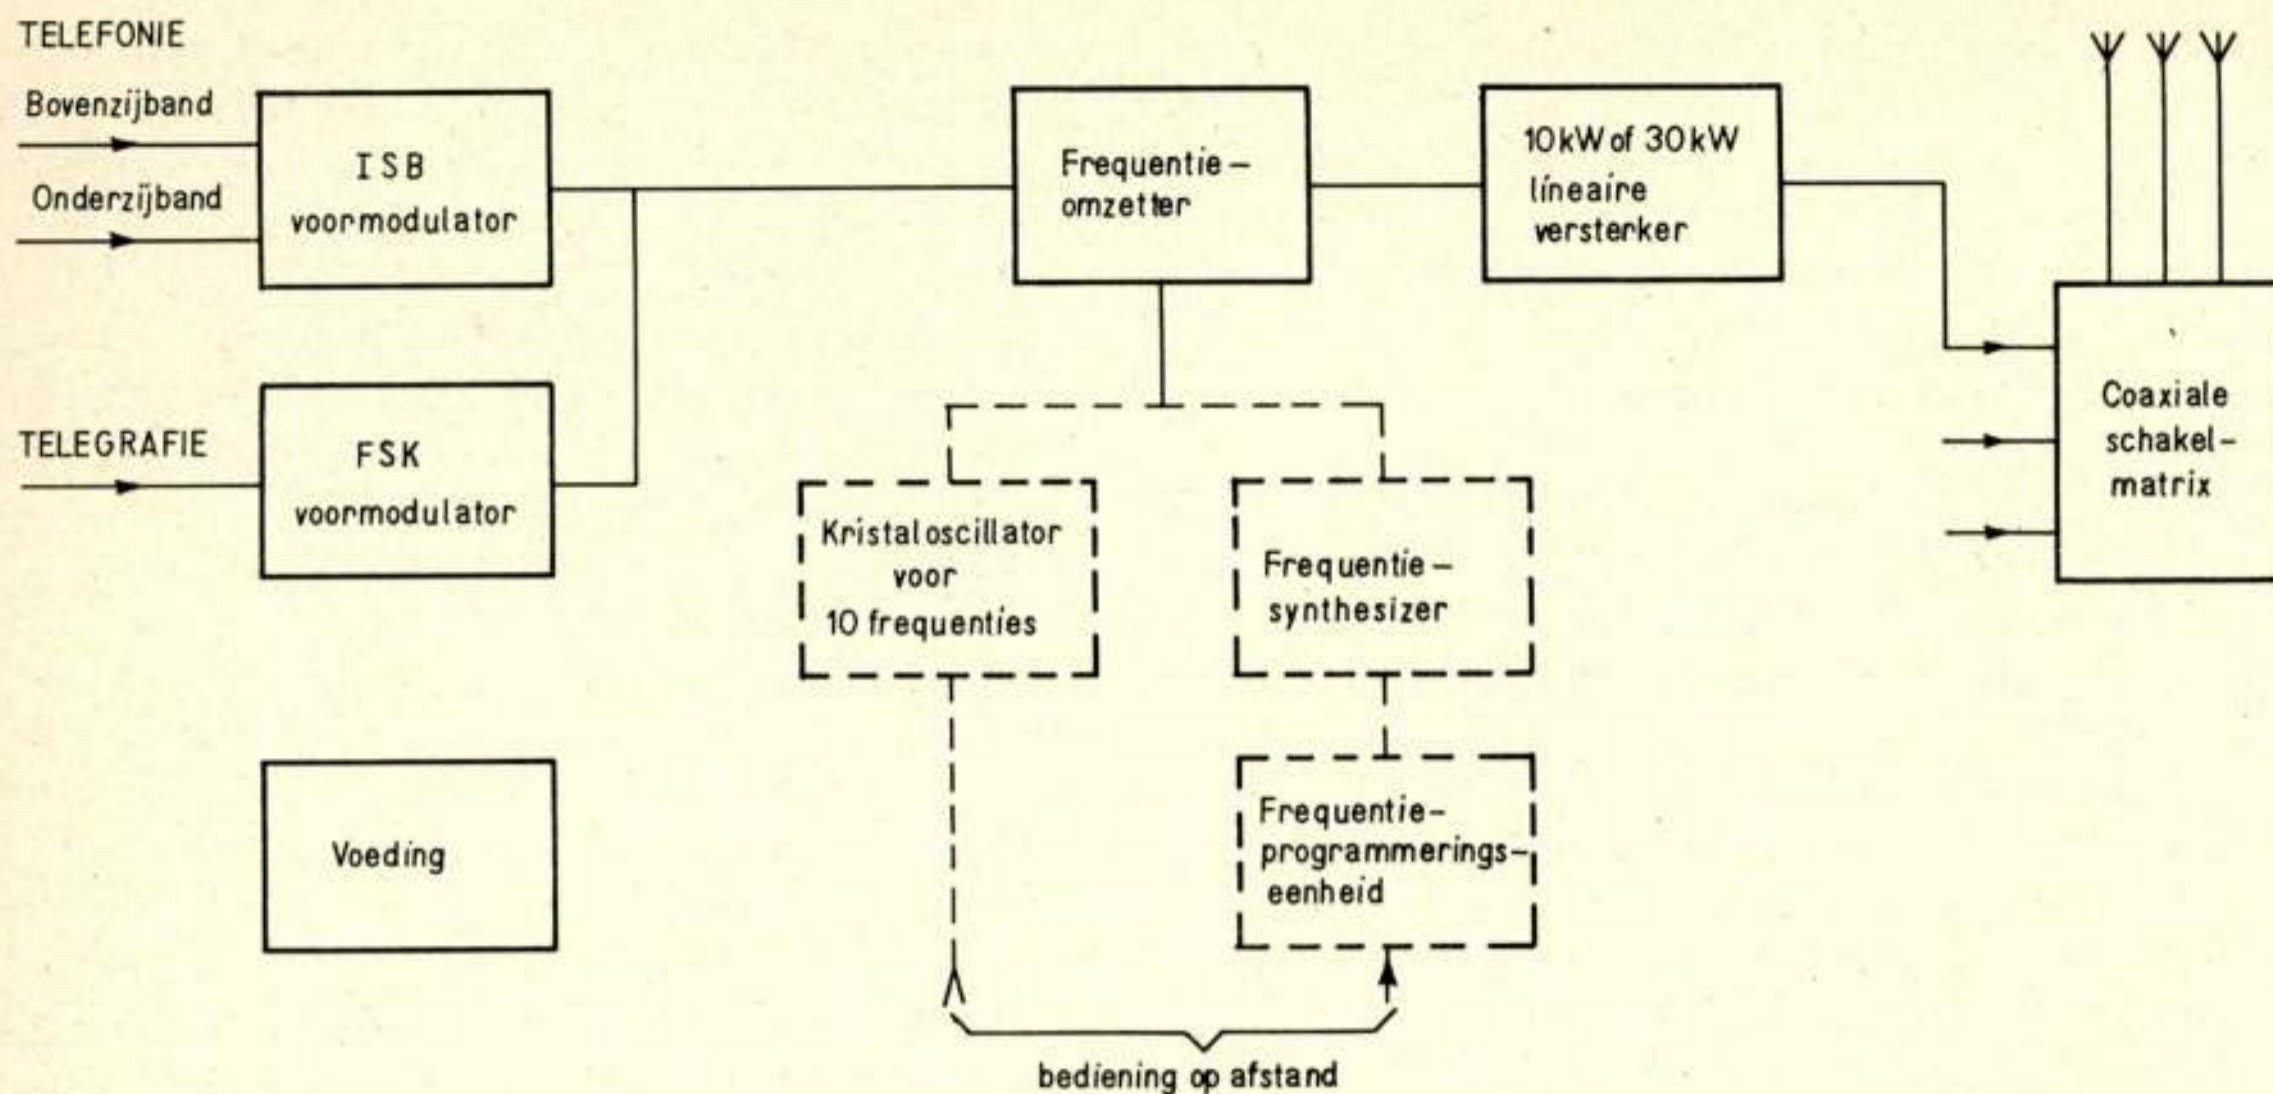 TELEFONIE
Bovenzijband
Onderzijband
ISB
voormodulator
Frequentie –
omzetter
10kW of 30kW
lineaire
versterker
TELEGRAFIE
FSK
voormodulator
Kristaloscillator
voor
10 frequenties
Frequentie –
synthesizer
Coaxiale
schakel –
matrix
Voeding
Frequentie –
programmerings –
eenheid
bediening op afstand